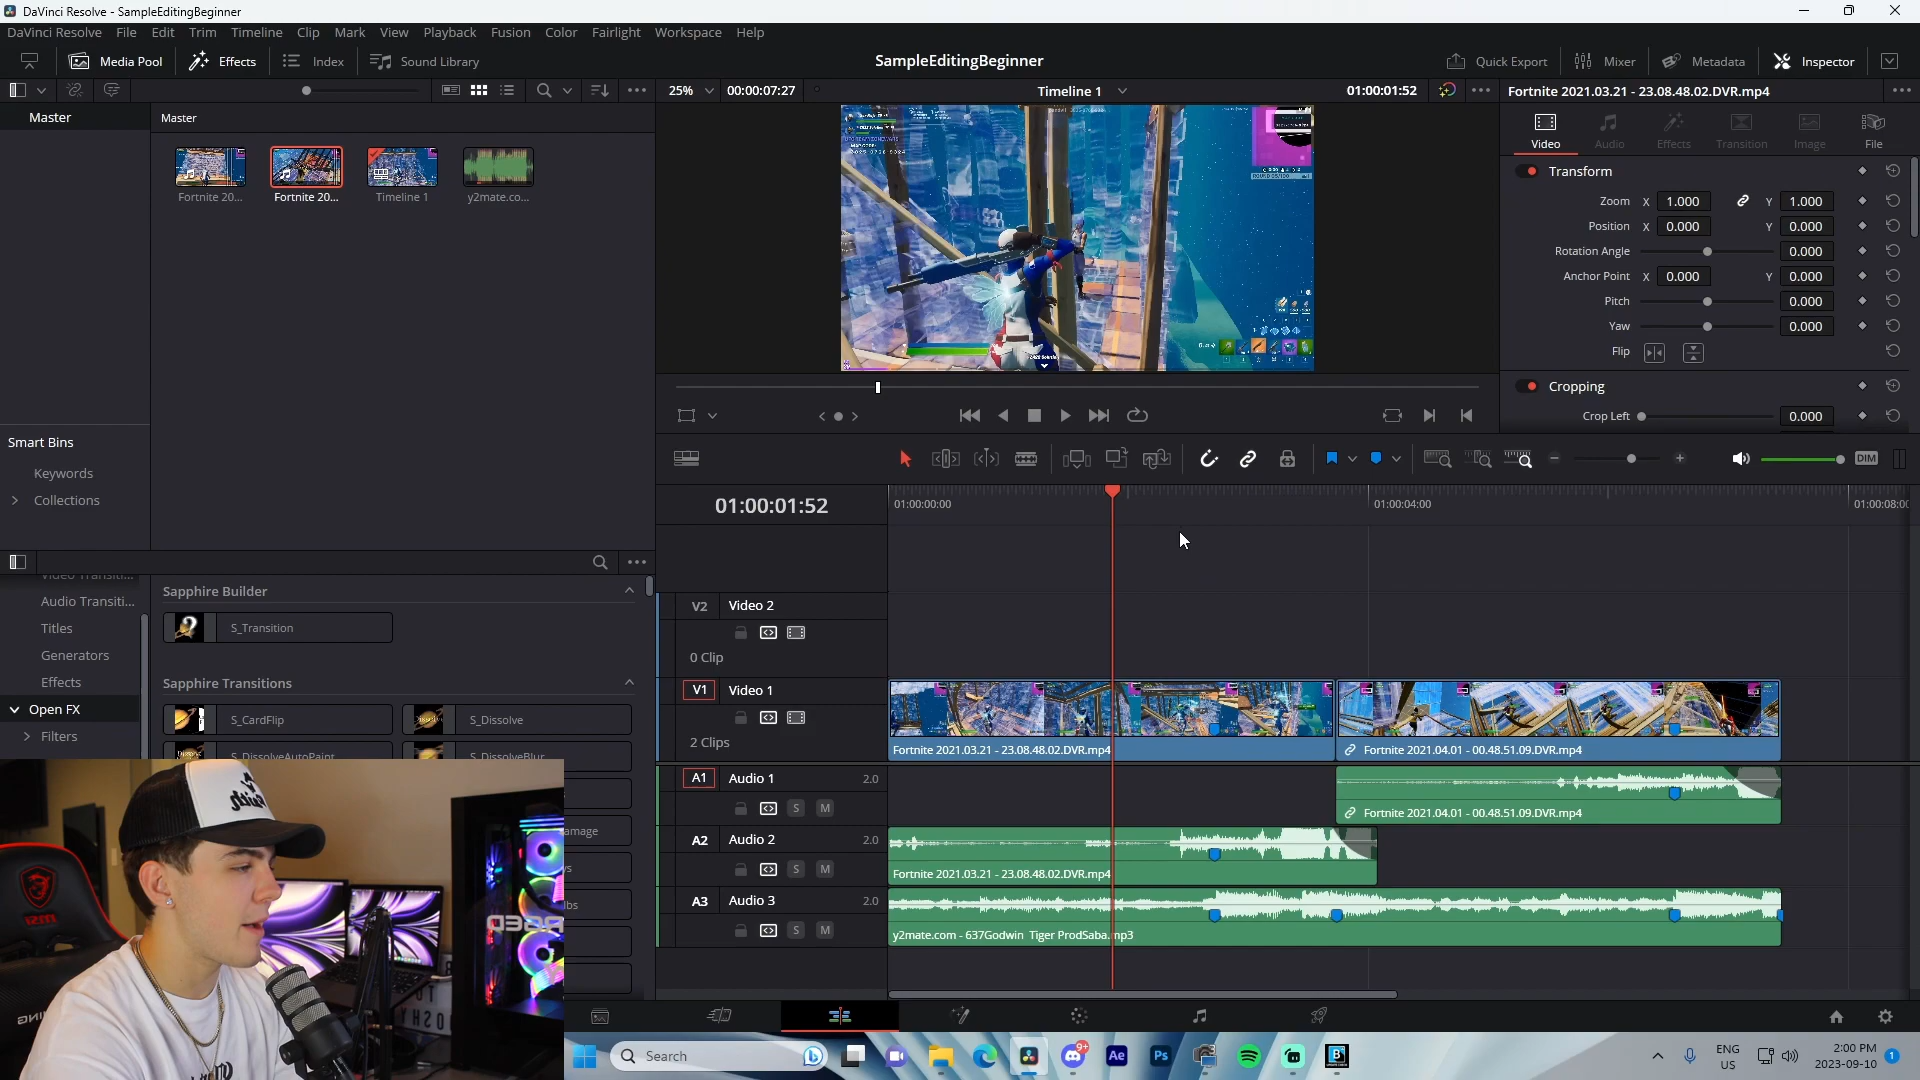 DaVinci Resolve - SampleEditingBeginner
DaVinci Resolve File Edit Trim Timeline Clip Mark View Playback Fusion Color Fairlight Workspace Help
Media Pool Effects Index Sound Library
SampleEditingBeginner
Quick Export Mixer Metadata Inspector
25% 00:00:07:27 Timeline 1 01:00:01:52
Fortnite 2021.03.21 - 23.08.48.02.DVR.mp4
Master
Master
Fortnite 20... Fortnite 20... Timeline 1 y2mate.co...
Video Audio Effects Transition Image File
Transform
Zoom X 1.000 Y 1.000
Position X 0.000 Y 0.000
Rotation Angle 0.000
Anchor Point X 0.000 Y 0.000
Pitch 0.000
Yaw 0.000
Flip
Cropping
Crop Left 0.000
Smart Bins
Keywords
Collections
DIM
01:00:01:52
01:00:00:00 01:00:04:00 01:00:08:00
Audio Transiti...
Titles
Generators
Effects
Open FX
Filters
Sapphire Builder
S_Transition
Sapphire Transitions
S_CardFlip S_Dissolve
S_DissolveAutoPaint S_DissolveBlur
V2 Video 2
0 Clip
V1 Video 1
2 Clips
Fortnite 2021.03.21 - 23.08.48.02.DVR.mp4
Fortnite 2021.04.01 - 00.48.51.09.DVR.mp4
A1 Audio 1 2.0
S M
Fortnite 2021.04.01 - 00.48.51.09.DVR.mp4
A2 Audio 2 2.0
S M
Fortnite 2021.03.21 - 23.08.48.02.DVR.mp4
A3 Audio 3 2.0
S M
y2mate.com - 637Godwin Tiger ProdSaba.mp3
Search
9+
Ae
Ps
ENG
US
2:00 PM
2023-09-10
1